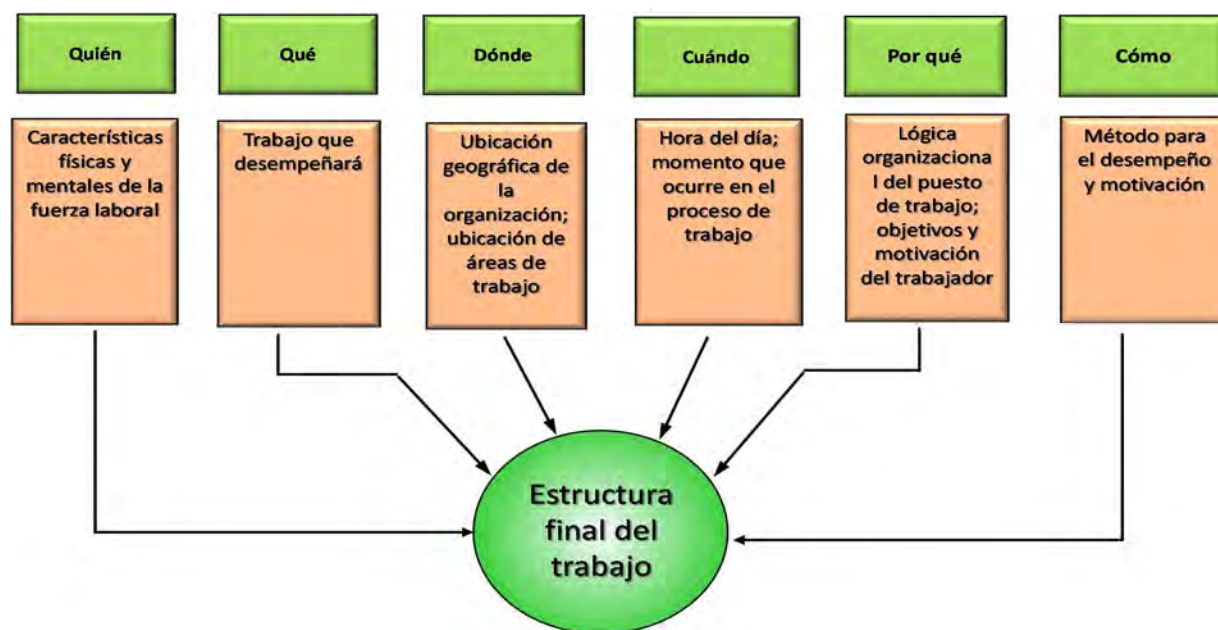 Quién
Qué
Dónde
Cuándo
Por qué
Cómo
Características
físicas y
mentales de la
fuerza laboral
Trabajo que
desempeñará
Ubicación
geográfica de
la
organización;
ubicación de
áreas de
trabajo
Hora del día;
momento que
ocurre en el
proceso de
trabajo
Lógica
organizaciona
l del puesto
de trabajo;
objetivos y
motivación
del trabajador
Método para
el desempeño
y motivación
Estructura
final del
trabajo